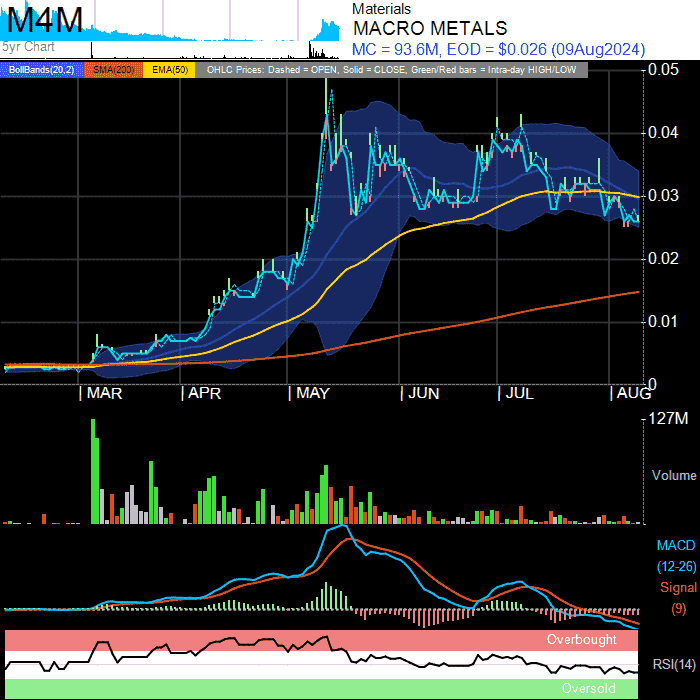 M4M
5yr Chart
Materials
MACRO METALS
MC = 93.6M, EOD = $0.026 (09Aug2024)
BollBands(20,2) SMA(200) EMA(50) OHLC Prices: Dashed = OPEN, Solid = CLOSE, Green/Red bars = Intra-day HIGH/LOW
0.05
0.04
0.03
0.02
0.01
0
| MAR | APR | MAY | JUN | JUL | AUG
127M
Volume
MACD
(12-26)
Signal
(9)
Overbought
RSI(14)
Oversold